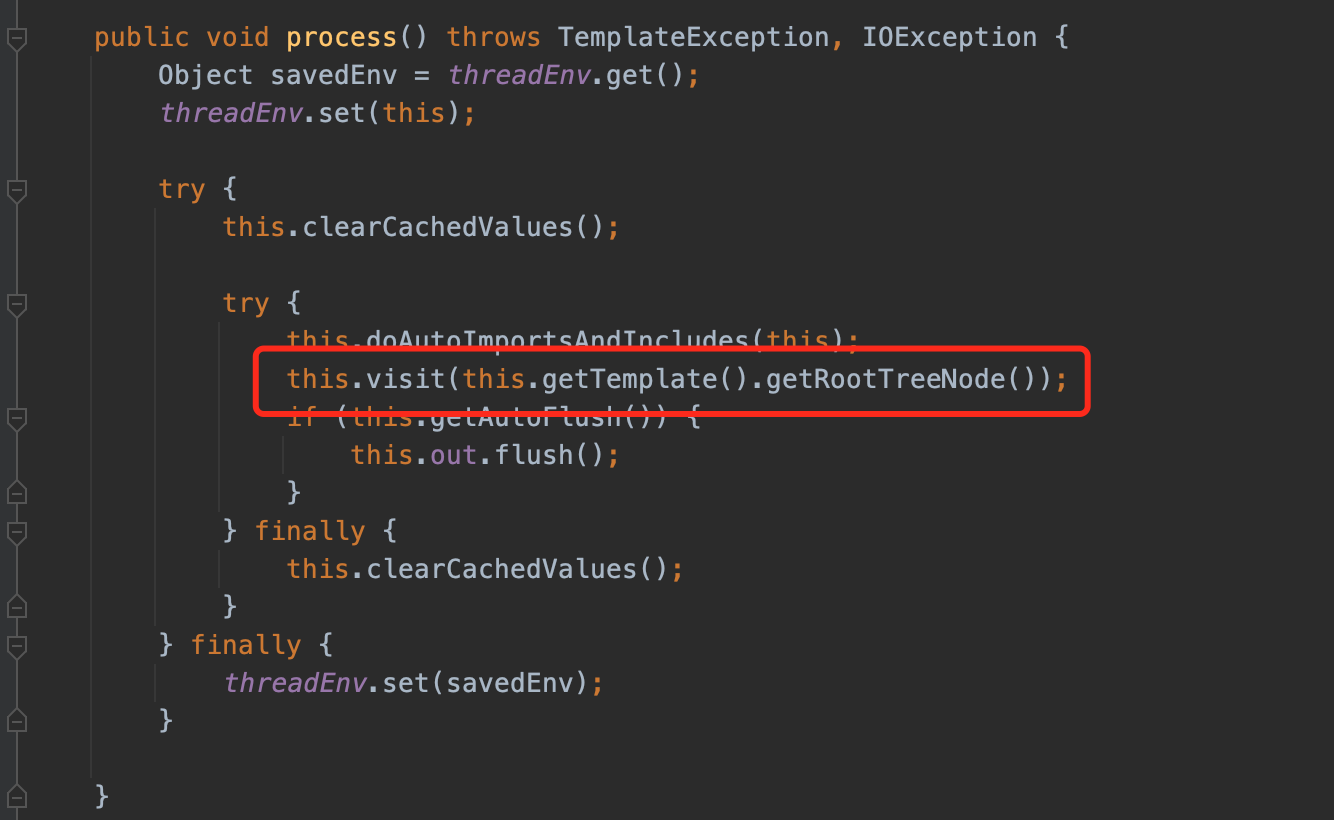 public void process() throws TemplateException, IOException {
Object savedEnv = threadEnv.get();
threadEnv.set(this);
try {
this.clearCachedValues();
try {
this.doAutoImportsAndIncludes(this);
this.visit(this.getTemplate().getRootTreeNode());
if (this.getAutoFlush()) {
this.out.flush();
}
} finally {
this.clearCachedValues();
}
} finally {
threadEnv.set(savedEnv);
}
}